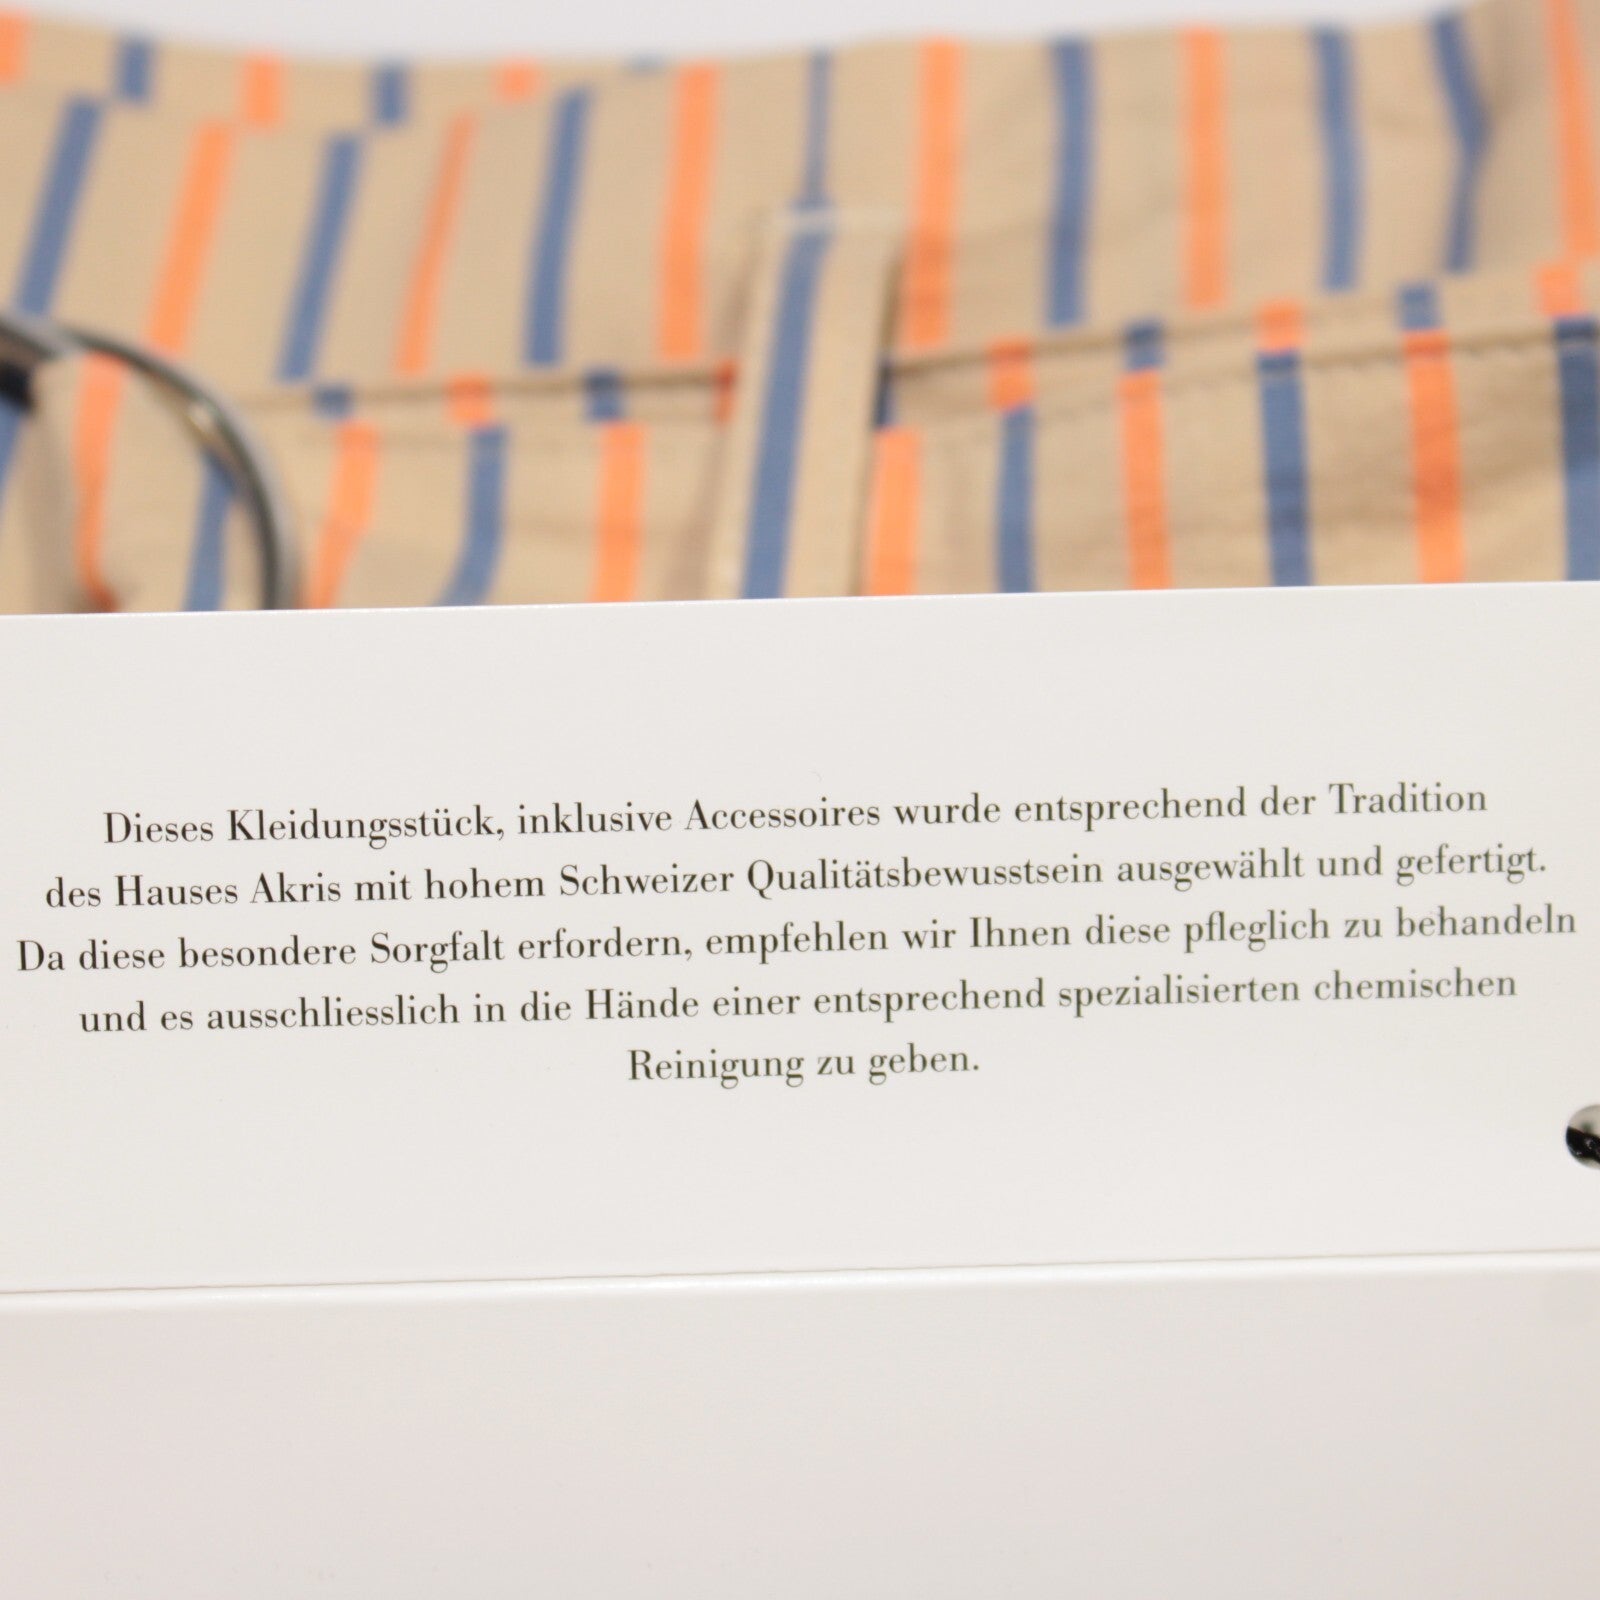 Dieses Kleidungsstück, inklusive Accessoires wurde entsprechend der Tradition
des Hauses Akris mit hohem Schweizer Qualitätsbewusstsein ausgewählt und gefertigt.
Da diese besondere Sorgfalt erfordern, empfehlen wir Ihnen diese pfleglich zu behandeln
und es ausschliesslich in die Hände einer entsprechend spezialisierten chemischen
Reinigung zu geben.